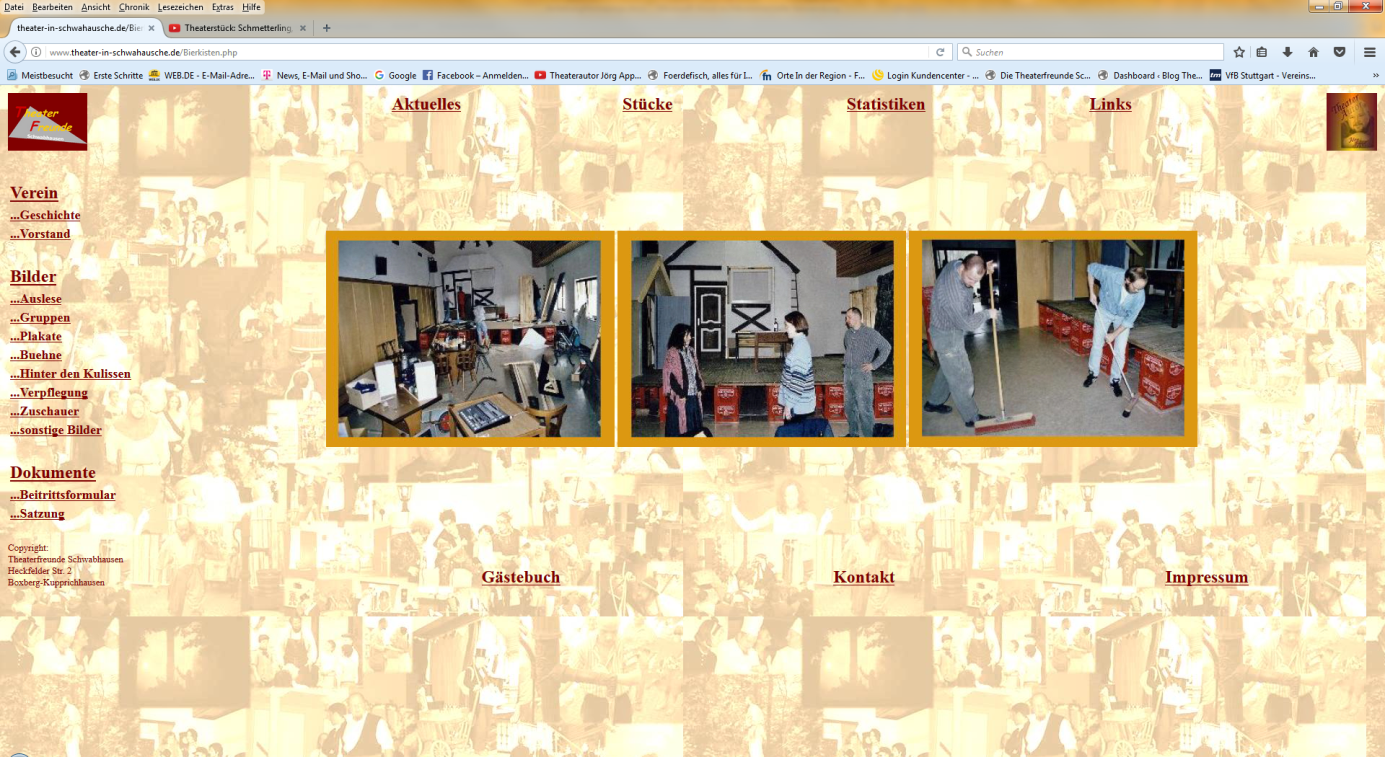 Datei Bearbeiten Ansicht Chronik Lesezeichen Extras Hilfe
theater-in-schwahausche.de/Bier Theaterstück: Schmetterling
www.theater-in-schwahausche.de/Bierkisten.php Suchen
Meistbesucht Erste Schritte WEB.DE - E-Mail-Adre... News, E-Mail und Sho... Google Facebook – Anmelden... Theaterautor Jörg App... Foerdefisch, alles für I... Orte In der Region - F... Login Kundencenter - ... Die Theaterfreunde Sc... Dashboard ‹ Blog The... VfB Stuttgart - Vereins...
Theater
Freunde
Aktuelles Stücke Statistiken Links
Verein
...Geschichte
...Vorstand
Bilder
...Auslese
...Gruppen
...Plakate
...Buehne
...Hinter den Kulissen
...Verpflegung
...Zuschauer
...sonstige Bilder
Dokumente
...Beitrittsformular
...Satzung
Copyright:
Theaterfreunde Schwabhausen
Heckfelder Str. 2
Boxberg-Kupprichhausen
Gästebuch Kontakt Impressum